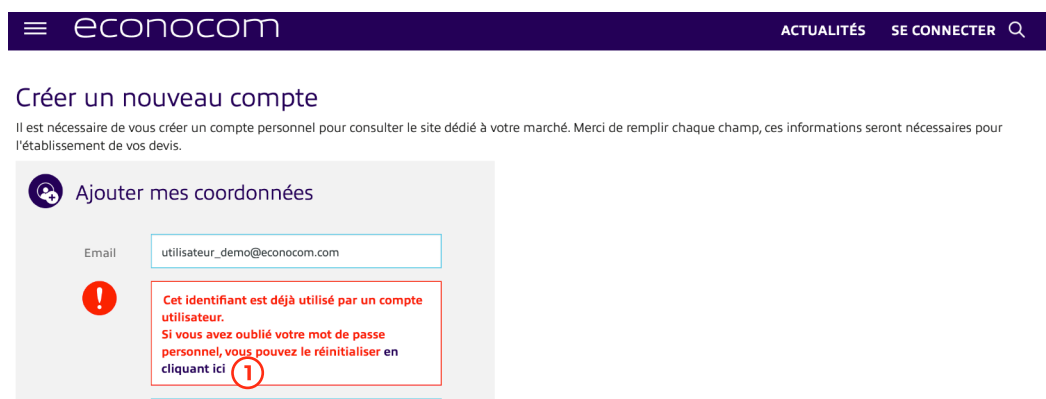 econocom
ACTUALITÉS SE CONNECTER
Créer un nouveau compte
Il est nécessaire de vous créer un compte personnel pour consulter le site dédié à votre marché. Merci de remplir chaque champ, ces informations seront nécessaires pour
l'établissement de vos devis.
Ajouter mes coordonnées
Email utilisateur_demo@econocom.com
!
Cet identifiant est déjà utilisé par un compte
utilisateur.
Si vous avez oublié votre mot de passe
personnel, vous pouvez le réinitialiser en
cliquant ici
1